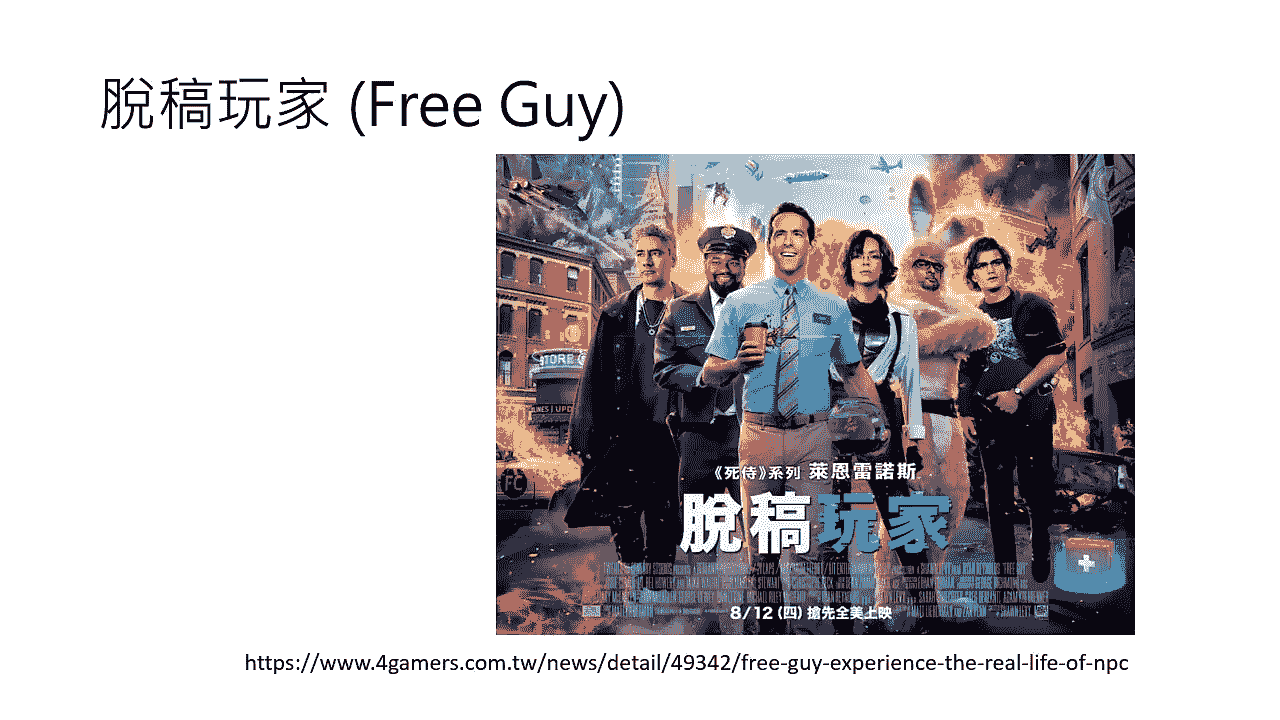 脫稿玩家 (Free Guy)
STORE
FC
《死侍》系列 萊恩雷諾斯
脫稿玩家
8/12 (四) 搶先全美上映
https://www.4gamers.com.tw/news/detail/49342/free-guy-experience-the-real-life-of-npc